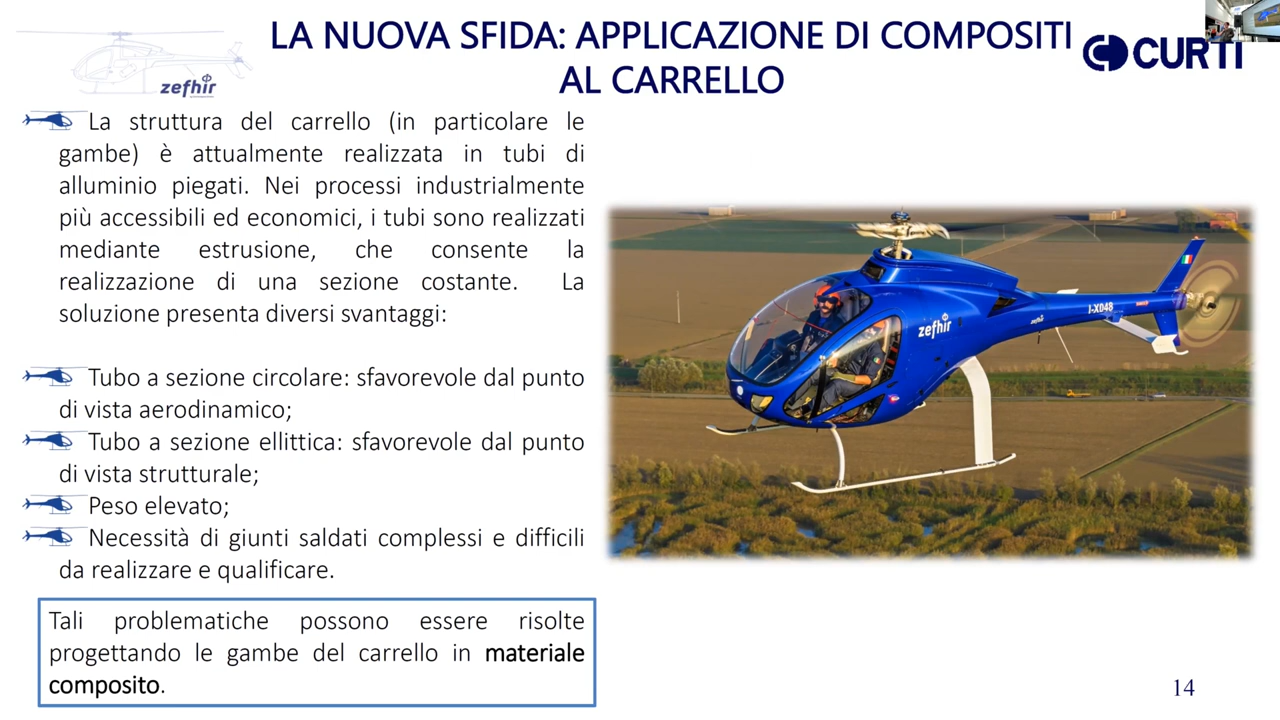 LA NUOVA SFIDA: APPLICAZIONE DI COMPOSITI
AL CARRELLO
zefhir
CURTI
La struttura del carrello (in particolare le
gambe) è attualmente realizzata in tubi di
alluminio piegati. Nei processi industrialmente
più accessibili ed economici, i tubi sono realizzati
mediante estrusione, che consente la
realizzazione di una sezione costante. La
soluzione presenta diversi svantaggi:
Tubo a sezione circolare: sfavorevole dal punto
di vista aerodinamico;
Tubo a sezione ellittica: sfavorevole dal punto
di vista strutturale;
Peso elevato;
Necessità di giunti saldati complessi e difficili
da realizzare e qualificare.
Tali problematiche possono essere risolte
progettando le gambe del carrello in materiale
composito.
zefhir
I-XD48
14